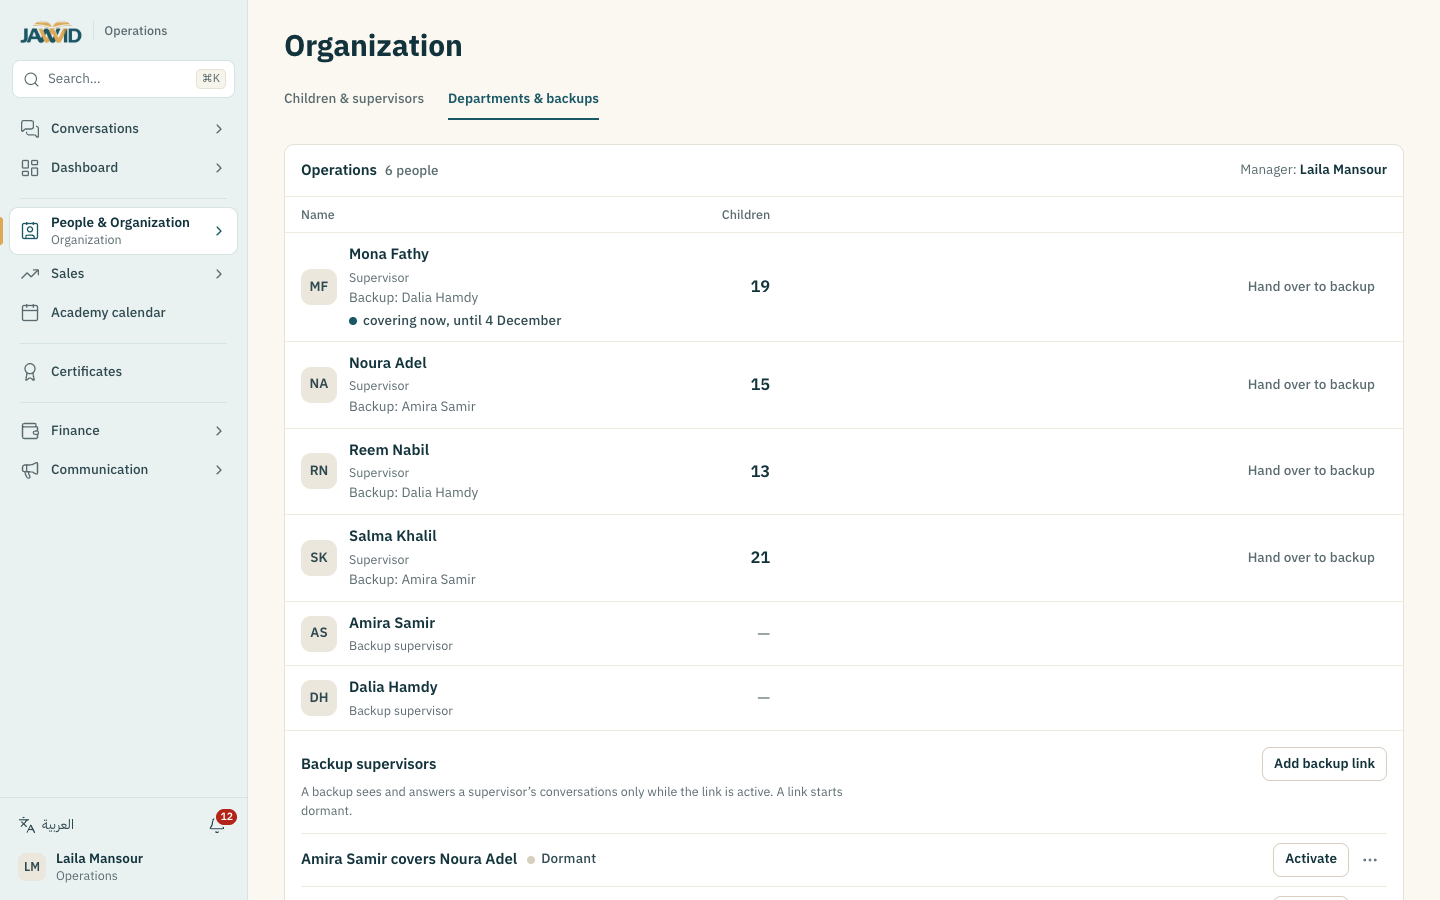 JAWID
Operations
Search...
⌘K
Conversations
Dashboard
People & Organization
Organization
Sales
Academy calendar
Certificates
Finance
Communication
العربية
12
LM
Laila Mansour
Operations
Organization
Children & supervisors
Departments & backups
Operations 6 people
Manager: Laila Mansour
Name
Children
MF
Mona Fathy
Supervisor
Backup: Dalia Hamdy
covering now, until 4 December
19
Hand over to backup
NA
Noura Adel
Supervisor
Backup: Amira Samir
15
Hand over to backup
RN
Reem Nabil
Supervisor
Backup: Dalia Hamdy
13
Hand over to backup
SK
Salma Khalil
Supervisor
Backup: Amira Samir
21
Hand over to backup
AS
Amira Samir
Backup supervisor
—
DH
Dalia Hamdy
Backup supervisor
—
Backup supervisors
Add backup link
A backup sees and answers a supervisor’s conversations only while the link is active. A link starts
dormant.
Amira Samir covers Noura Adel
Dormant
Activate